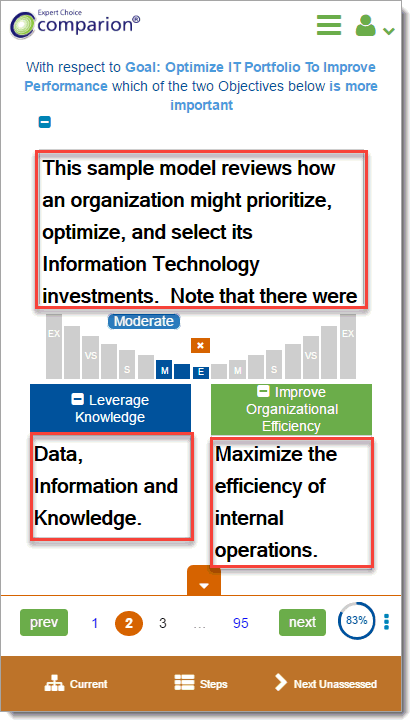 Expert Choice
comparion®
With respect to Goal: Optimize IT Portfolio To Improve
Performance which of the two Objectives below is more
important
This sample model reviews how
an organization might prioritize,
optimize, and select its
Information Technology
investments.  Note that there were
Moderate
EX VS S M E M S VS EX
Leverage
Knowledge
Improve
Organizational
Efficiency
Data,
Information and
Knowledge.
Maximize the
efficiency of
internal
operations.
prev 1 2 3 ... 95 next 83%
Current Steps Next Unassessed